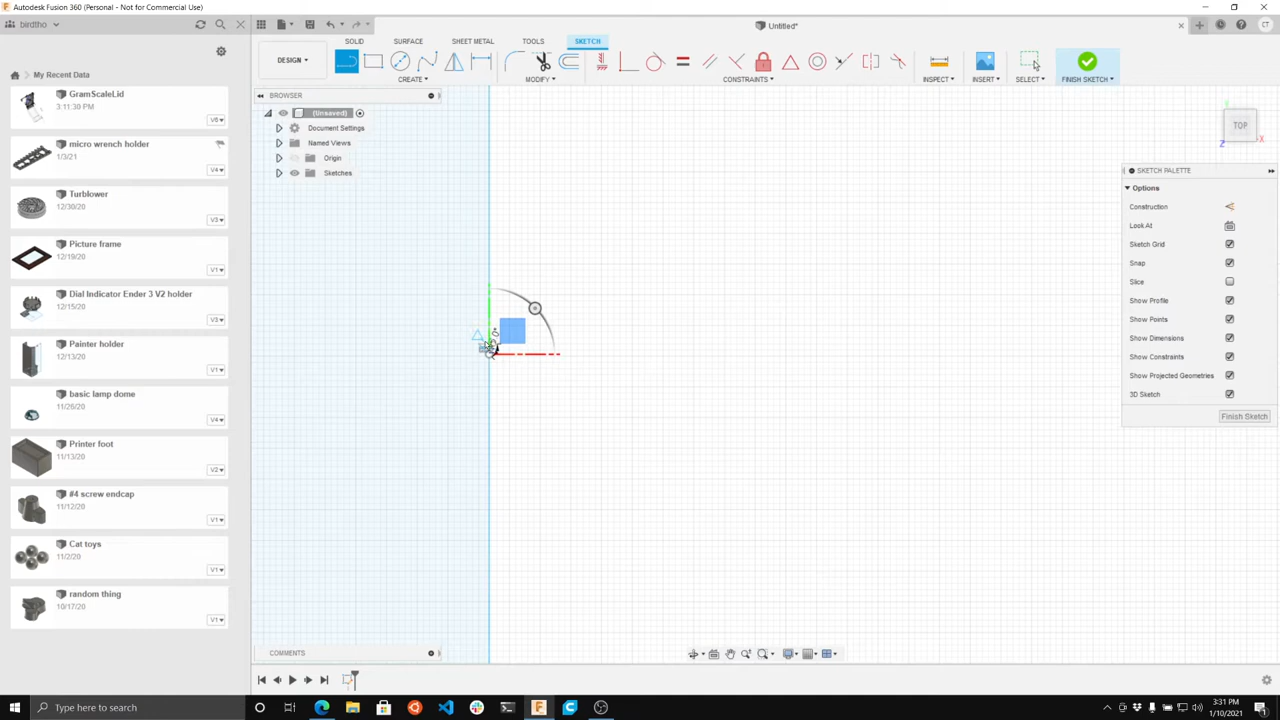 Autodesk Fusion 360 (Personal - Not for Commercial Use)
birdtho
Untitled*
CT
My Recent Data
GramScaleLid
3:11:30 PM
V6
micro wrench holder
1/3/21
V4
Turblower
12/30/20
V3
Picture frame
12/19/20
V1
Dial Indicator Ender 3 V2 holder
12/15/20
V3
Painter holder
12/13/20
V1
basic lamp dome
11/26/20
V4
Printer foot
11/13/20
V2
#4 screw endcap
11/12/20
V1
Cat toys
11/2/20
V1
random thing
10/17/20
V1
DESIGN
SOLID SURFACE SHEET METAL TOOLS SKETCH
CREATE MODIFY CONSTRAINTS INSPECT INSERT SELECT FINISH SKETCH
BROWSER
(Unsaved)
Document Settings
Named Views
Origin
Sketches
TOP
X
Z
SKETCH PALETTE
Options
Construction
Look At
Sketch Grid
Snap
Slice
Show Profile
Show Points
Show Dimensions
Show Constraints
Show Projected Geometries
3D Sketch
Finish Sketch
COMMENTS
Type here to search
3:31 PM
1/10/2021